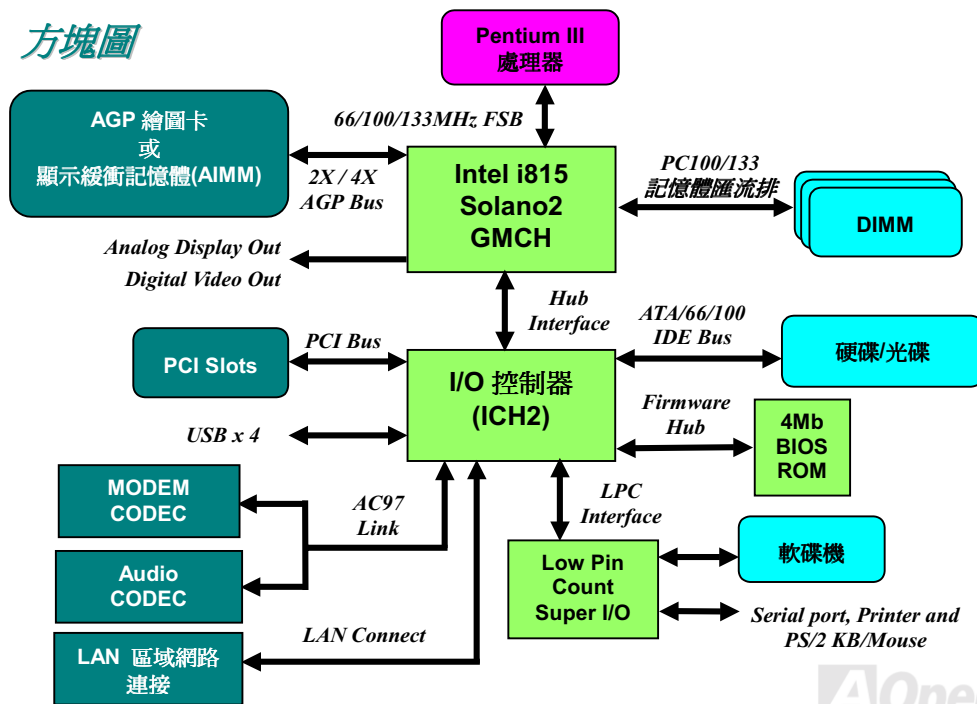 方塊圖
Pentium III
處理器
AGP 繪圖卡
或
顯示緩衝記憶體(AIMM)
66/100/133MHz FSB
2X / 4X
AGP Bus
Intel i815
Solano2
GMCH
PC100/133
記憶體匯流排
DIMM
Analog Display Out
Digital Video Out
Hub
Interface
ATA/66/100
IDE Bus
硬碟/光碟
PCI Slots
PCI Bus
I/O 控制器
(ICH2)
Firmware
Hub
4Mb
BIOS
ROM
USB x 4
MODEM
CODEC
AC97
Link
LPC
Interface
Audio
CODEC
Low Pin
Count
Super I/O
軟碟機
Serial port, Printer and
PS/2 KB/Mouse
LAN Connect
LAN 區域網路
連接